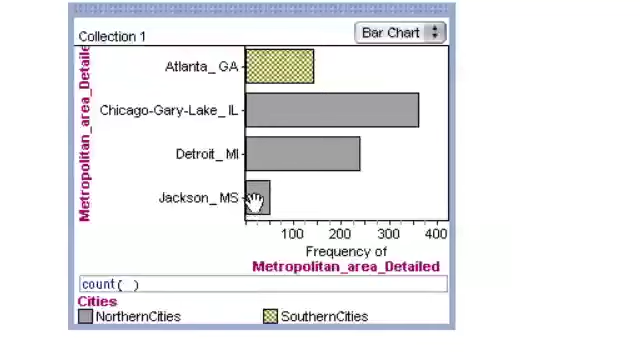 Collection 1
Bar Chart
Metropolitan_area_Detaile
Atlanta_ GA
Chicago-Gary-Lake_ IL
Detroit_ MI
Jackson_ MS
100 200 300 400
Frequency of
Metropolitan_area_Detailed
count( )
Cities
NorthernCities
SouthernCities